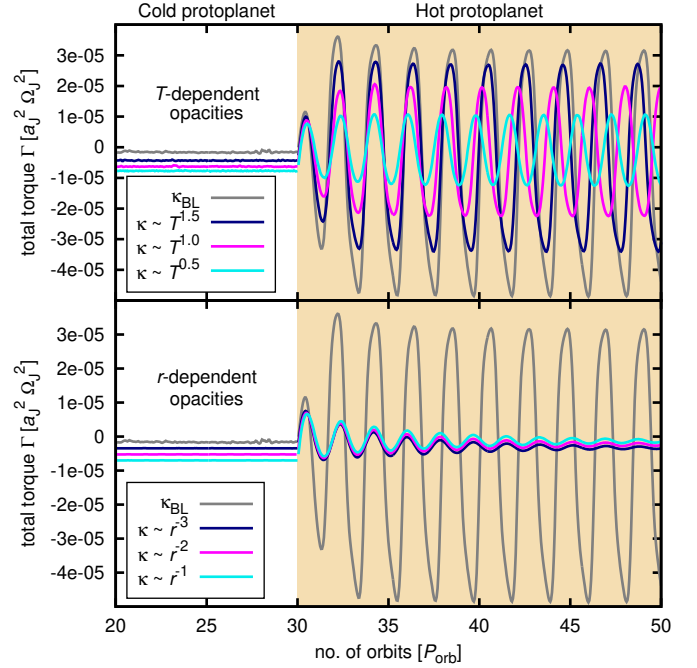 Cold protoplanet Hot protoplanet
total torque Γ [a_J^2 Ω_J^2]
3e-05
2e-05
1e-05
0
-1e-05
-2e-05
-3e-05
-4e-05
T-dependent
opacities
κ_BL
κ ~ T^1.5
κ ~ T^1.0
κ ~ T^0.5
total torque Γ [a_J^2 Ω_J^2]
3e-05
2e-05
1e-05
0
-1e-05
-2e-05
-3e-05
-4e-05
r-dependent
opacities
κ_BL
κ ~ r^-3
κ ~ r^-2
κ ~ r^-1
20 25 30 35 40 45 50
no. of orbits [P_orb]